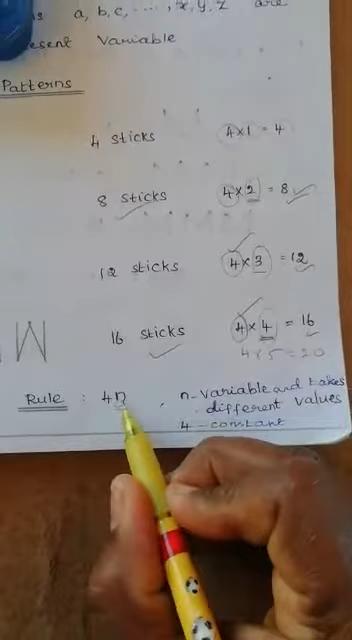 a, b, c, ....., x, y, z are
esent Variable
Patterns
4 sticks 4×1 = 4
8 sticks 4×2 = 8
12 sticks 4×3 = 12
16 sticks 4×4 = 16
4×5 = 20
Rule : 4n , n - variable and takes
different values
4 - constant